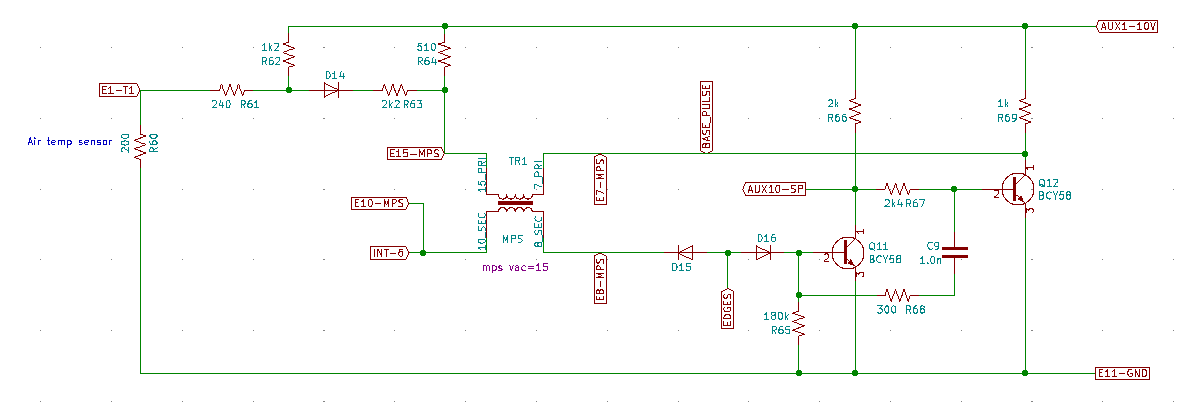 AUX1-10V
1k2
R62
510
R64
D14
E1-T1
240 R61
2k2 R63
2k
R66
1k
R69
BASE_PULSE
Air temp sensor
200
R60
E15-MPS
15_PRI
TR1
7_PRI
E7-MPS
1
Q12
BCY58
2
3
AUX10-SP
2k4 R67
E10-MPS
10_SEC
MPS
8_SEC
INT-6
mps vac=15
E8-MPS
D15
D16
EDGES
1
Q11
BCY58
2
3
C9
1.0n
300 R68
180k
R65
E11-GND